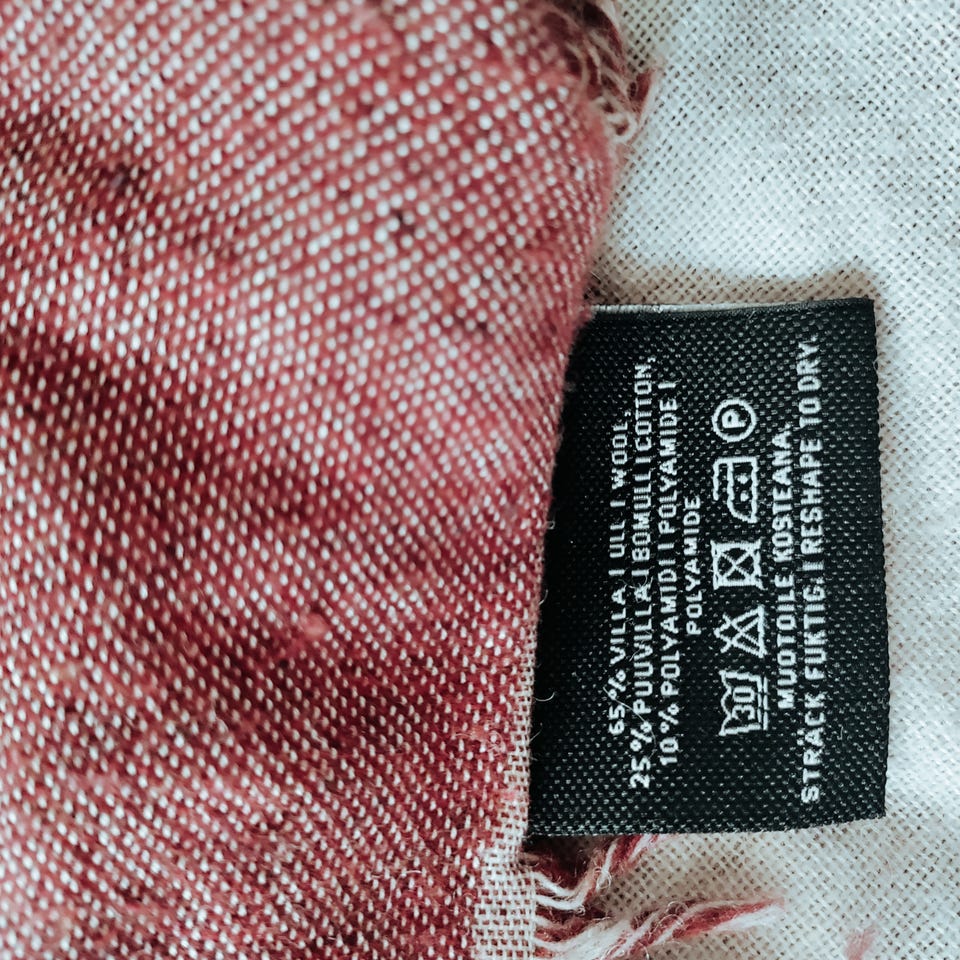 65% VILLA | ULL | WOOL,
25% PUUVILLA | BOMULL | COTTON,
10% POLYAMIDI | POLYAMIDE |
POLYAMIDE
30 P
MUOTOILE KOSTEANA.
STRÄCK FUKTIG. | RESHAPE TO DRY.